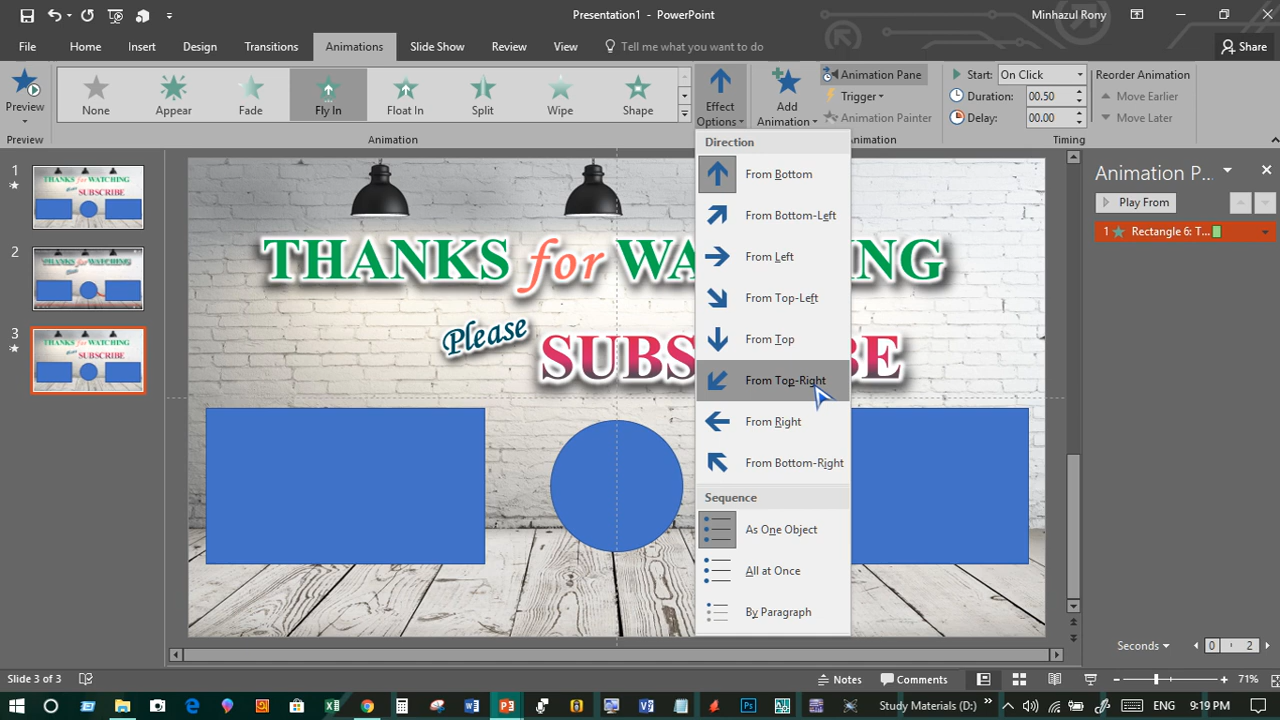 Presentation1 - PowerPoint
Minhazul Rony
File Home Insert Design Transitions Animations Slide Show Review View Tell me what you want to do Share
Preview
None Appear Fade Fly In Float In Split Wipe Shape
Effect Options
Add Animation
Animation Pane
Trigger
Animation Painter
Start: On Click
Duration: 00.50
Delay: 00.00
Reorder Animation
Move Earlier
Move Later
Preview Animation nimation Timing
1
2
3
THANKS for WA ING
Please SUBS BE
Direction
From Bottom
From Bottom-Left
From Left
From Top-Left
From Top
From Top-Right
From Right
From Bottom-Right
Sequence
As One Object
All at Once
By Paragraph
Animation P...
Play From
1 Rectangle 6: T...
Seconds 0 2
Slide 3 of 3 Notes Comments 71%
Study Materials (D:) ENG 9:19 PM